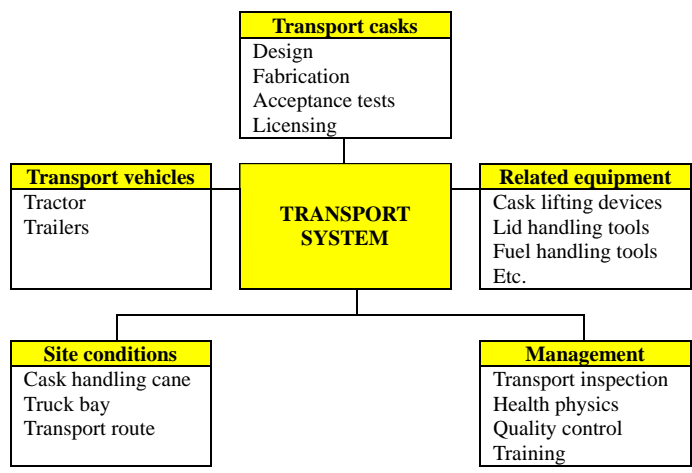 Transport casks
Design
Fabrication
Acceptance tests
Licensing
Transport vehicles
Tractor
Trailers
TRANSPORT
SYSTEM
Related equipment
Cask lifting devices
Lid handling tools
Fuel handling tools
Etc.
Site conditions
Cask handling cane
Truck bay
Transport route
Management
Transport inspection
Health physics
Quality control
Training